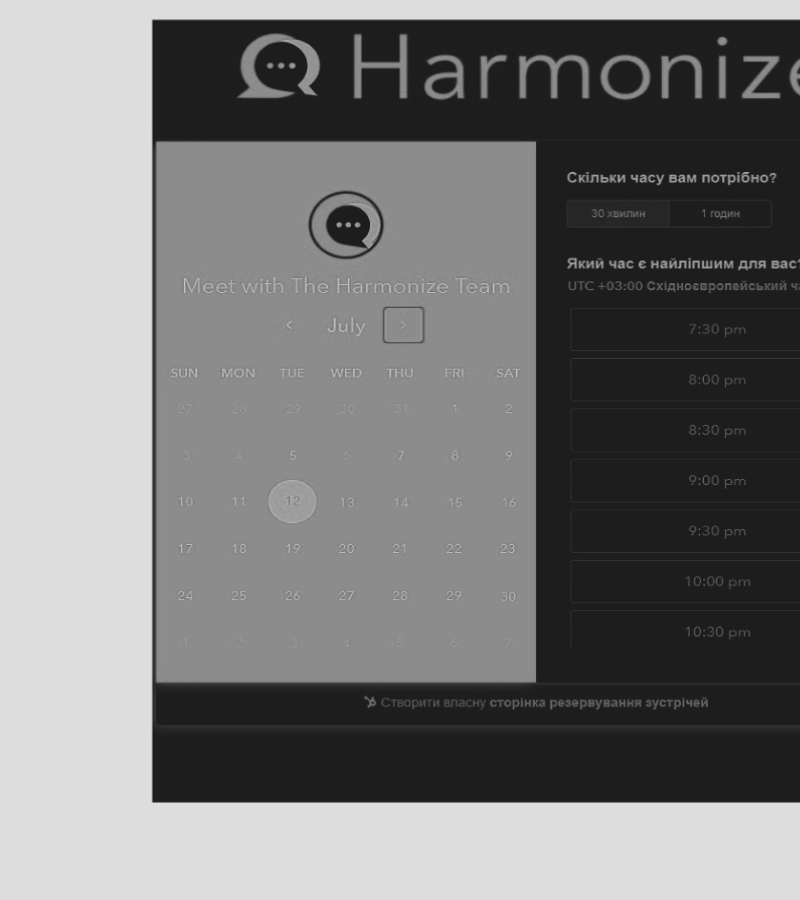 Harmonize
Meet with The Harmonize Team
July
SUN MON TUE WED THU FRI SAT
27 28 29 30 31 1 2
3 4 5 6 7 8 9
10 11 12 13 14 15 16
17 18 19 20 21 22 23
24 25 26 27 28 29 30
1 2 3 4 5 6 7
Скільки часу вам потрібно?
30 хвилин 1 годин
Який час є найліпшим для вас?
UTC +03:00 Східноєвропейський
7:30 pm
8:00 pm
8:30 pm
9:00 pm
9:30 pm
10:00 pm
10:30 pm
Створити власну сторінка резервування зустрічей